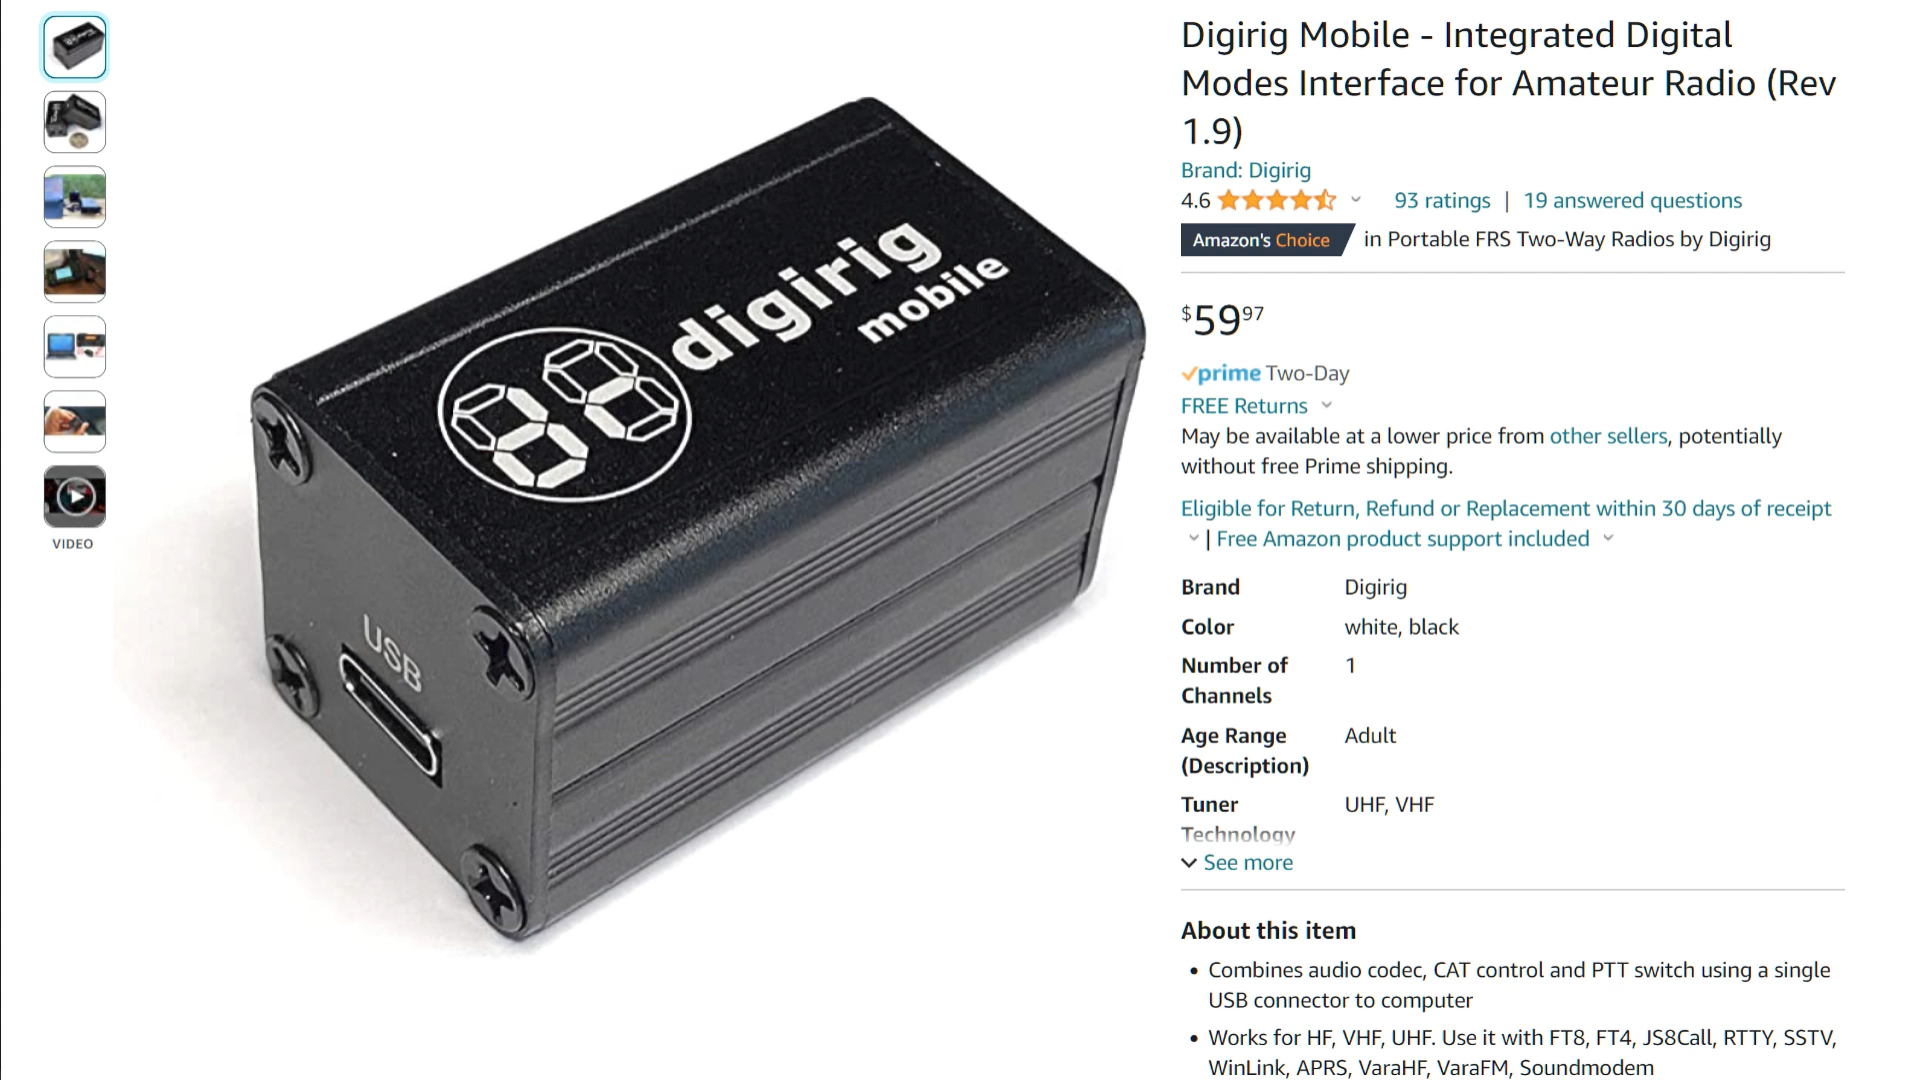 Digirig Mobile - Integrated Digital
Modes Interface for Amateur Radio (Rev
1.9)
Brand: Digirig
4.6 93 ratings | 19 answered questions
Amazon's Choice in Portable FRS Two-Way Radios by Digirig
$59 97
prime Two-Day
FREE Returns
May be available at a lower price from other sellers, potentially
without free Prime shipping.
Eligible for Return, Refund or Replacement within 30 days of receipt
| Free Amazon product support included
Brand Digirig
Color white, black
Number of 1
Channels
Age Range Adult
(Description)
Tuner UHF, VHF
Technology
See more
About this item
• Combines audio codec, CAT control and PTT switch using a single
USB connector to computer
• Works for HF, VHF, UHF. Use it with FT8, FT4, JS8Call, RTTY, SSTV,
WinLink, APRS, VaraHF, VaraFM, Soundmodem
digirig
mobile
USB
VIDEO